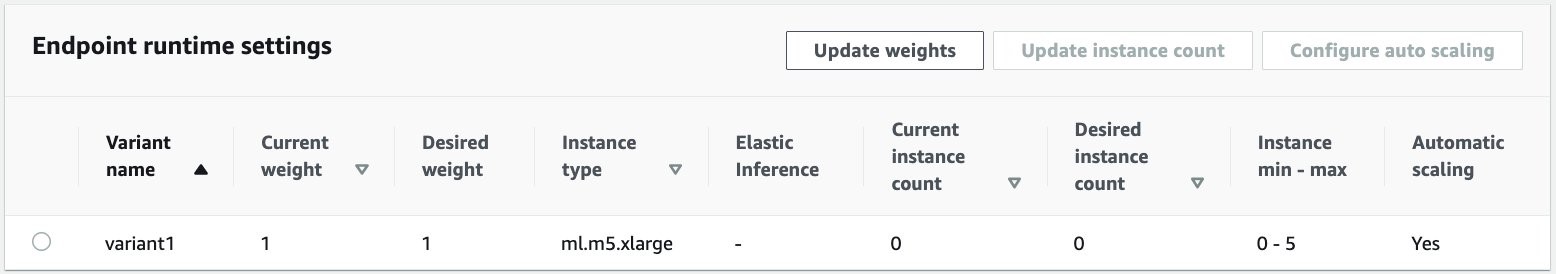 Endpoint runtime settings
Update weights
Update instance count
Configure auto scaling
Variant name
Current weight
Desired weight
Instance type
Elastic Inference
Current instance count
Desired instance count
Instance min - max
Automatic scaling
variant1 1 1 ml.m5.xlarge - 0 0 0 - 5 Yes